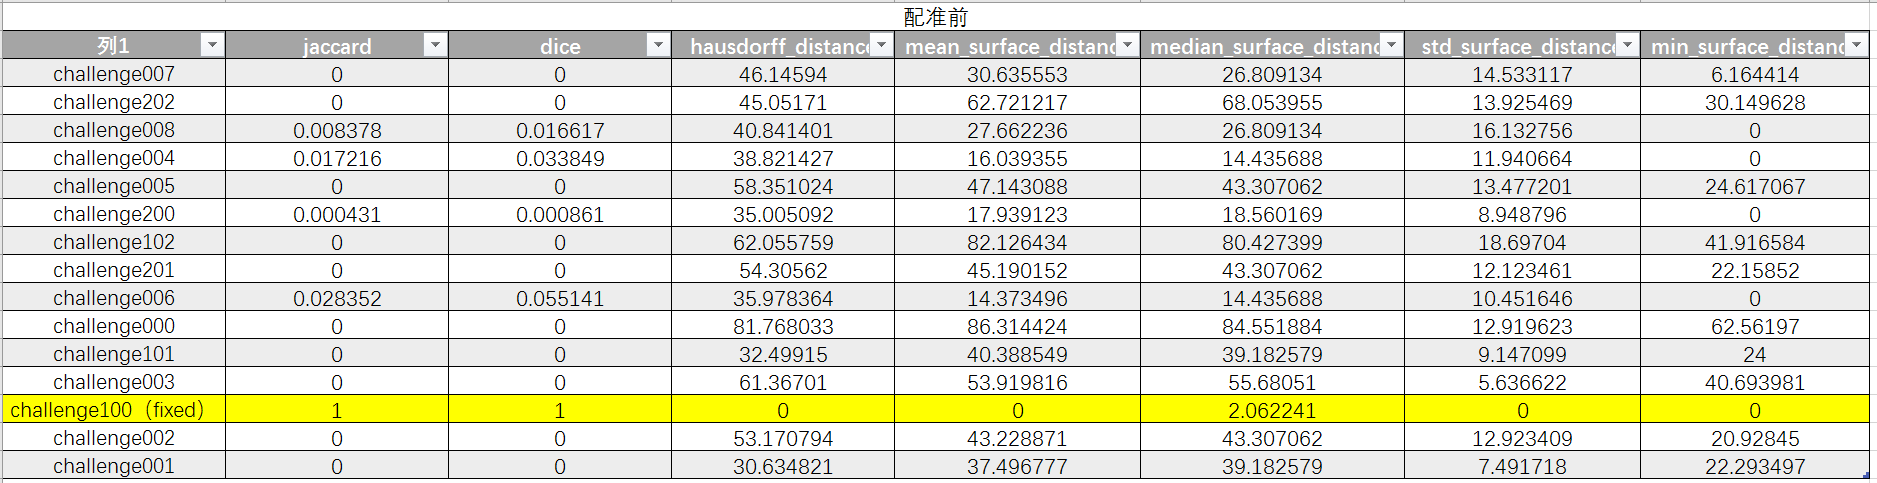 配准前
列1 jaccard dice hausdorff_distance mean_surface_distanc median_surface_distanc std_surface_distance min_surface_distanc
challenge007 0 0 46.14594 30.635553 26.809134 14.533117 6.164414
challenge202 0 0 45.05171 62.721217 68.053955 13.925469 30.149628
challenge008 0.008378 0.016617 40.841401 27.662236 26.809134 16.132756 0
challenge004 0.017216 0.033849 38.821427 16.039355 14.435688 11.940664 0
challenge005 0 0 58.351024 47.143088 43.307062 13.477201 24.617067
challenge200 0.000431 0.000861 35.005092 17.939123 18.560169 8.948796 0
challenge102 0 0 62.055759 82.126434 80.427399 18.69704 41.916584
challenge201 0 0 54.30562 45.190152 43.307062 12.123461 22.15852
challenge006 0.028352 0.055141 35.978364 14.373496 14.435688 10.451646 0
challenge000 0 0 81.768033 86.314424 84.551884 12.919623 62.56197
challenge101 0 0 32.49915 40.388549 39.182579 9.147099 24
challenge003 0 0 61.36701 53.919816 55.68051 5.636622 40.693981
challenge100（fixed） 1 1 0 0 2.062241 0 0
challenge002 0 0 53.170794 43.228871 43.307062 12.923409 20.92845
challenge001 0 0 30.634821 37.496777 39.182579 7.491718 22.293497